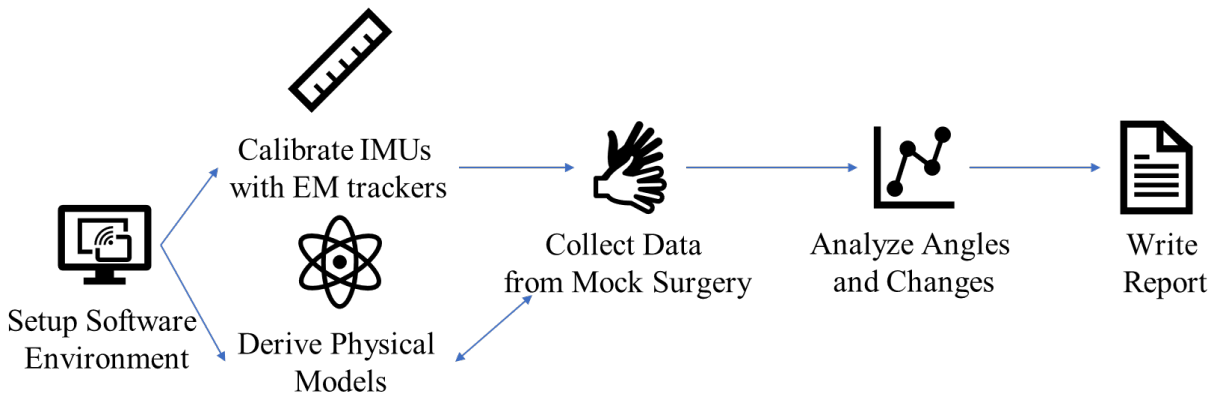 Setup Software
Environment
Calibrate IMUs
with EM trackers
Derive Physical
Models
Collect Data
from Mock Surgery
Analyze Angles
and Changes
Write
Report